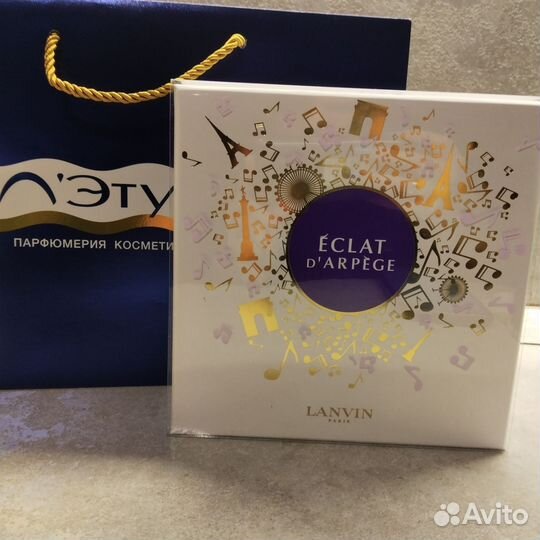 Л'Эту
ПАРФЮМЕРИЯ КОСМЕТИ
ÉCLAT
D'ARPÈGE
LANVIN
PARIS
Avito